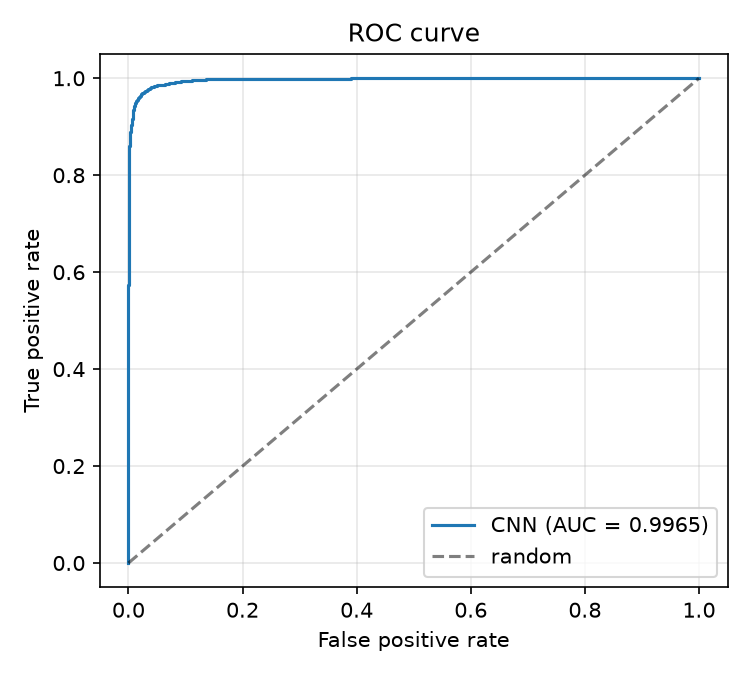 ROC curve
1.0
0.8
0.6
0.4
0.2
0.0
True positive rate
CNN (AUC = 0.9965)
random
0.0 0.2 0.4 0.6 0.8 1.0
False positive rate